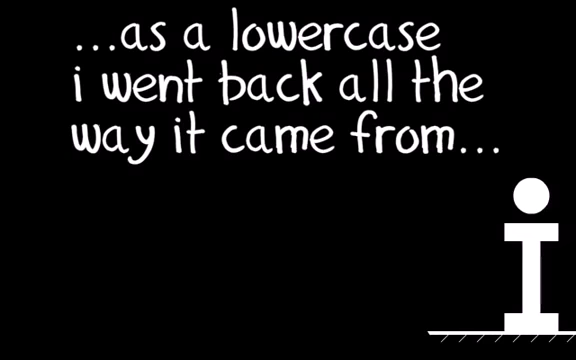 ...as a lowercase
i went back all the
way it came from...